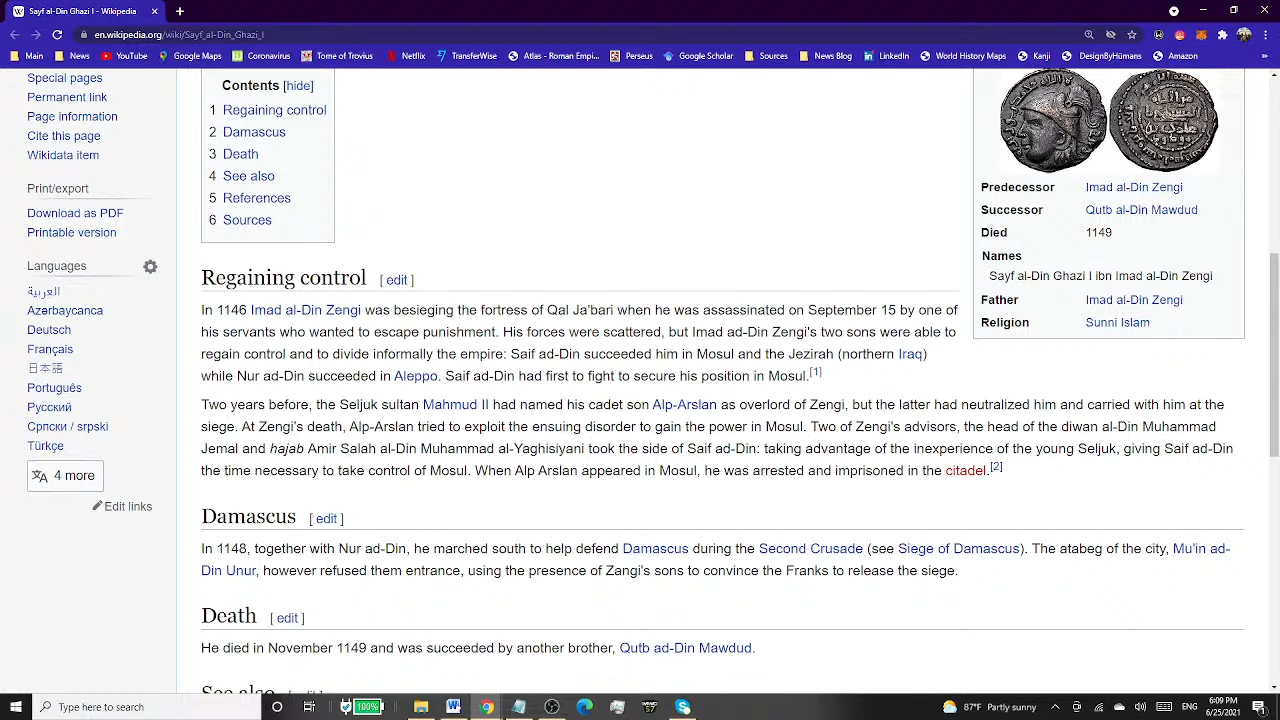 Sayf al-Din Ghazi I - Wikipedia
en.wikipedia.org/wiki/Sayf_al-Din_Ghazi_I
Main News YouTube Google Maps Coronavirus Tome of Trovius Netflix TransferWise Atlas - Roman Empi... Perseus Google Scholar Sources News Blog LinkedIn World History Maps Kanji DesignByHümans Amazon
Special pages
Permanent link
Page information
Cite this page
Wikidata item
Print/export
Download as PDF
Printable version
Languages
العربية
Azərbaycanca
Deutsch
Français
日本語
Português
Русский
Српски / srpski
Türkçe
4 more
Edit links
Contents [hide]
1 Regaining control
2 Damascus
3 Death
4 See also
5 References
6 Sources
Predecessor Imad al-Din Zengi
Successor Qutb al-Din Mawdud
Died 1149
Names
Sayf al-Din Ghazi I ibn Imad al-Din Zengi
Father Imad al-Din Zengi
Religion Sunni Islam
Regaining control [ edit ]
In 1146 Imad al-Din Zengi was besieging the fortress of Qal Ja'bari when he was assassinated on September 15 by one of
his servants who wanted to escape punishment. His forces were scattered, but Imad ad-Din Zengi's two sons were able to
regain control and to divide informally the empire: Saif ad-Din succeeded him in Mosul and the Jezirah (northern Iraq)
while Nur ad-Din succeeded in Aleppo. Saif ad-Din had first to fight to secure his position in Mosul.[1]
Two years before, the Seljuk sultan Mahmud II had named his cadet son Alp-Arslan as overlord of Zengi, but the latter had neutralized him and carried with him at the
siege. At Zengi's death, Alp-Arslan tried to exploit the ensuing disorder to gain the power in Mosul. Two of Zengi's advisors, the head of the diwan al-Din Muhammad
Jemal and hajab Amir Salah al-Din Muhammad al-Yaghisiyani took the side of Saif ad-Din: taking advantage of the inexperience of the young Seljuk, giving Saif ad-Din
the time necessary to take control of Mosul. When Alp Arslan appeared in Mosul, he was arrested and imprisoned in the citadel.[2]
Damascus [ edit ]
In 1148, together with Nur ad-Din, he marched south to help defend Damascus during the Second Crusade (see Siege of Damascus). The atabeg of the city, Mu'in ad-
Din Unur, however refused them entrance, using the presence of Zangi's sons to convince the Franks to release the siege.
Death [ edit ]
He died in November 1149 and was succeeded by another brother, Qutb ad-Din Mawdud.
See also [ edit ]
Type here to search
100%
87°F Partly sunny
ENG
6:09 PM
6/25/2021